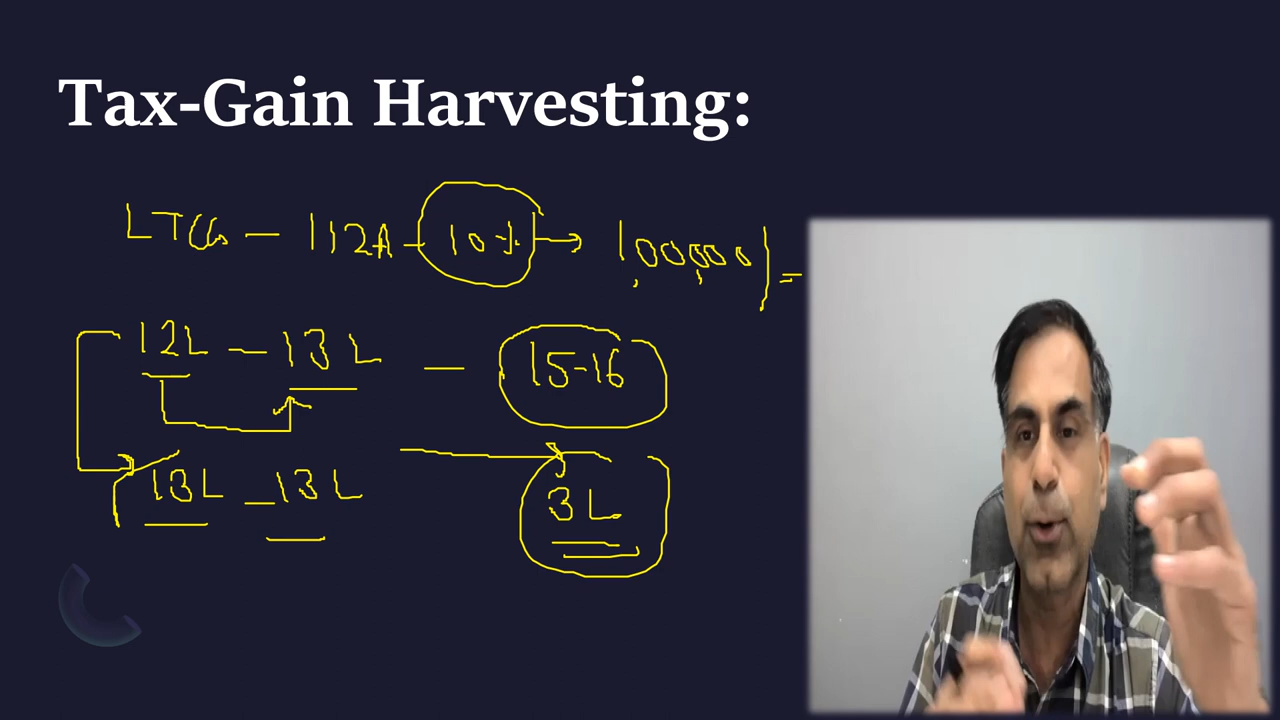 Tax-Gain Harvesting:
LTCG - 112A - 10% → 1,00,000/=
12L - 13L - 15-16
13L - 13L 3L